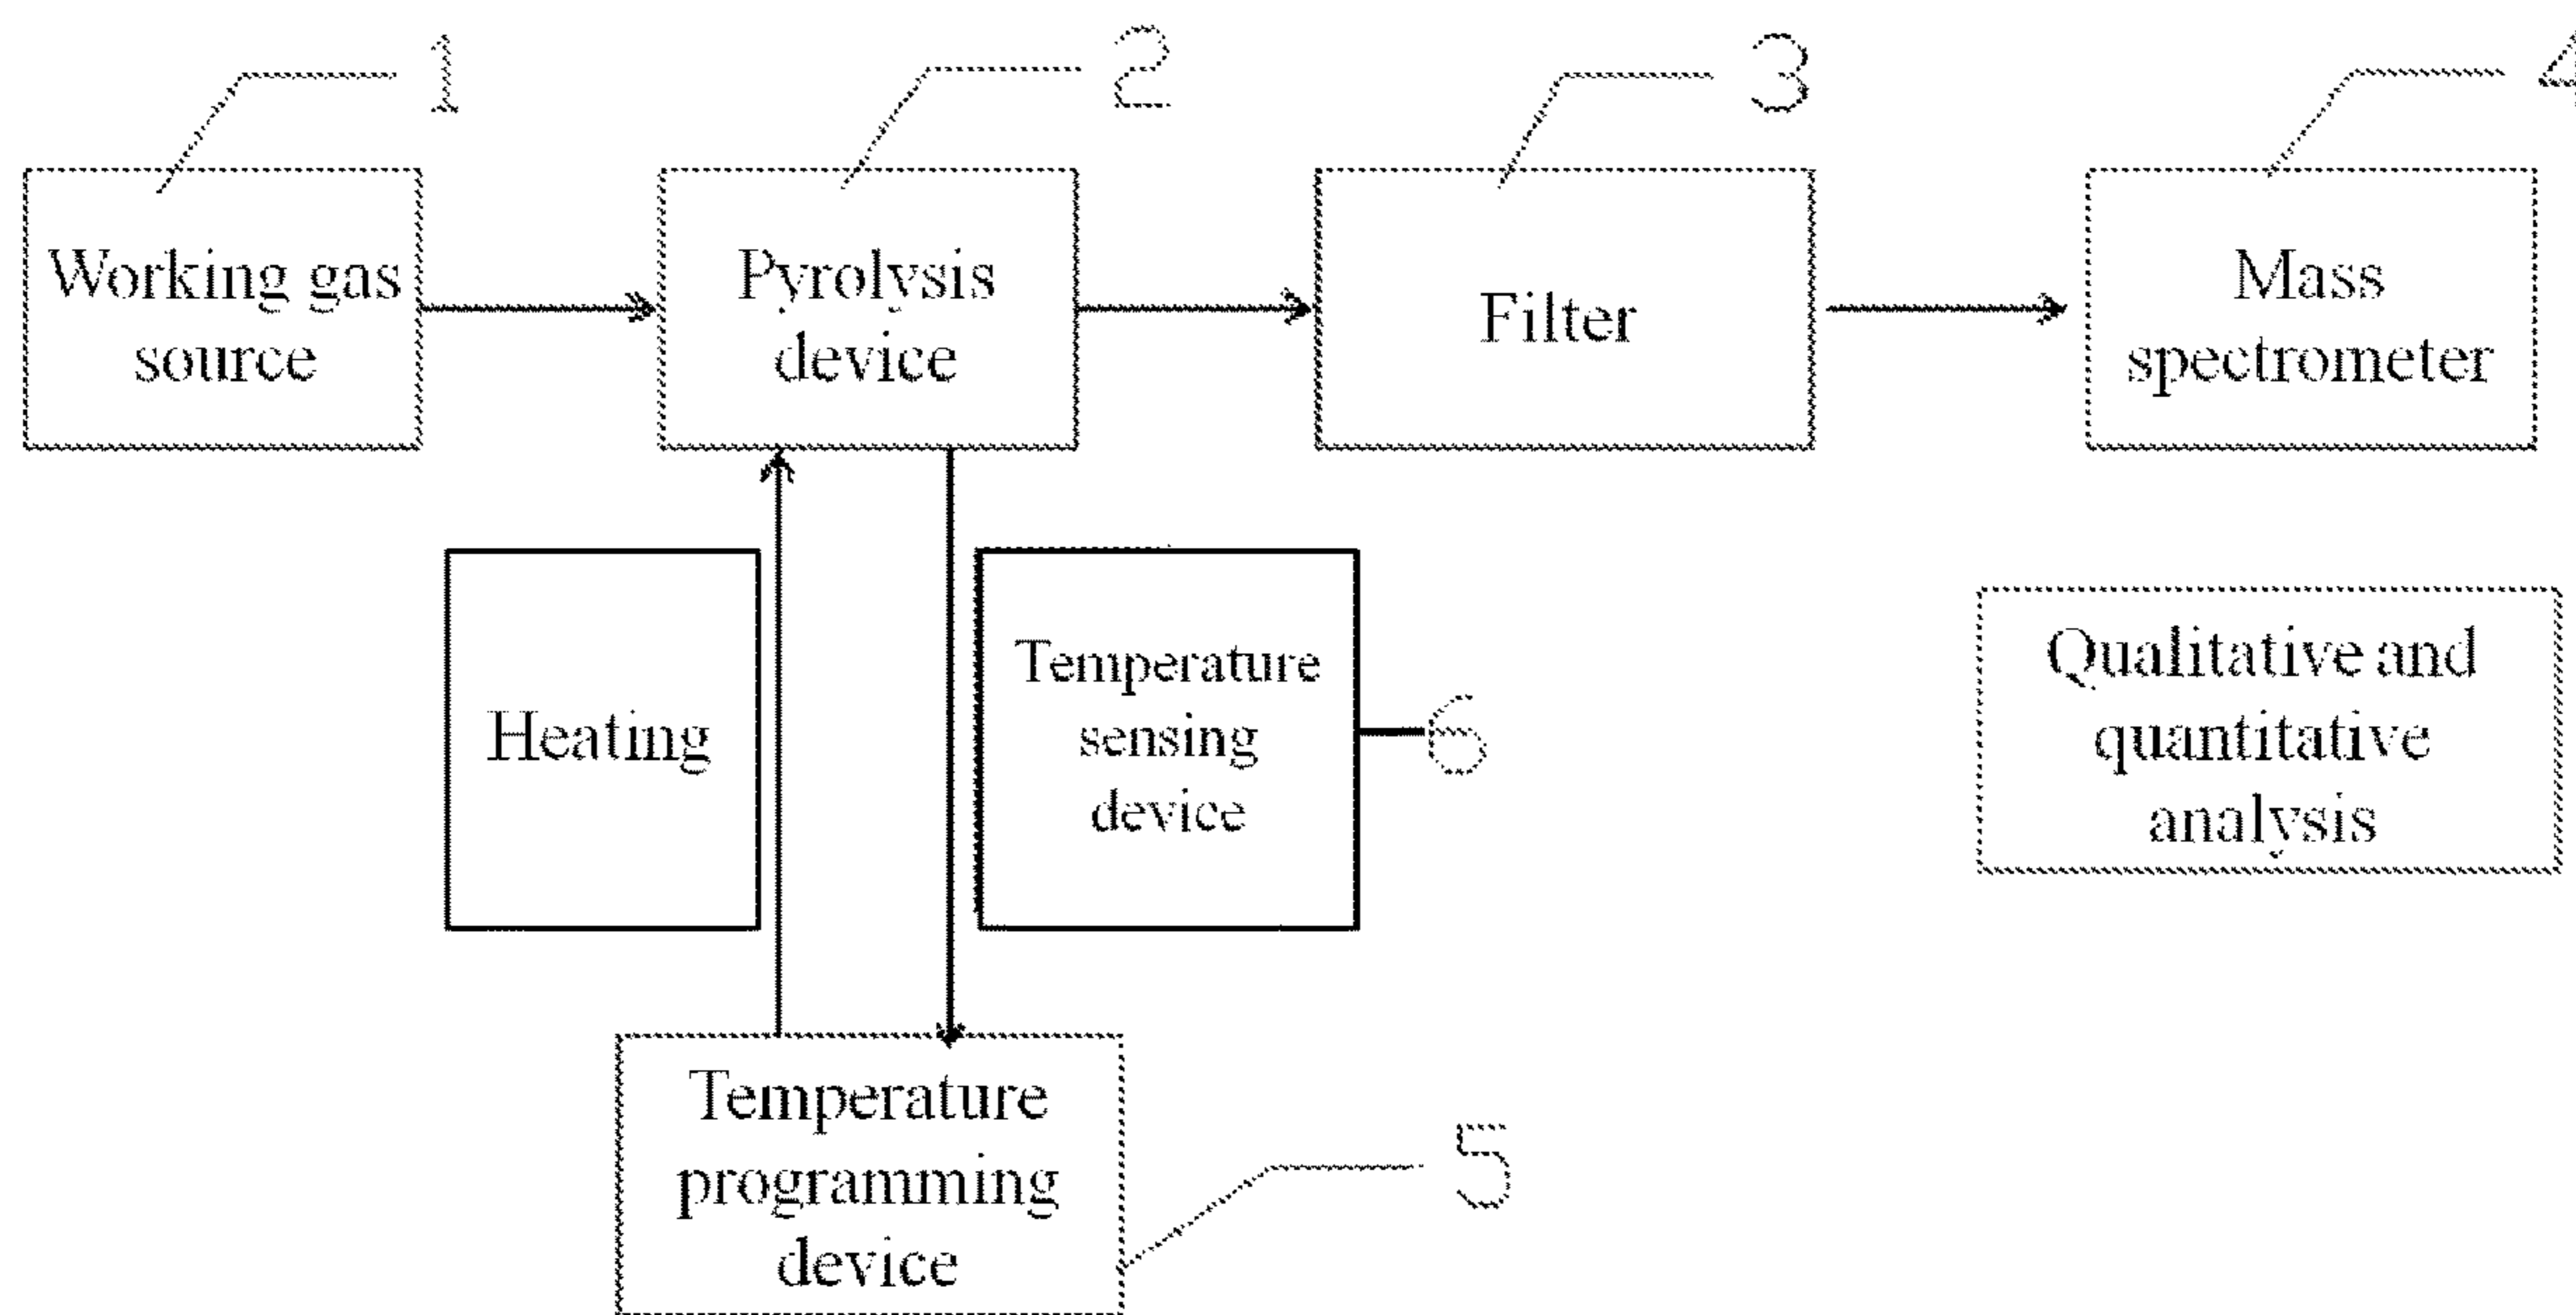 1
2
3
4
Working gas
source
Pyrolysis
device
Filter
Mass
spectrometer
Heating
Temperature
sensing
device
6
Qualitative and
quantitative
analysis
Temperature
programming
device
5